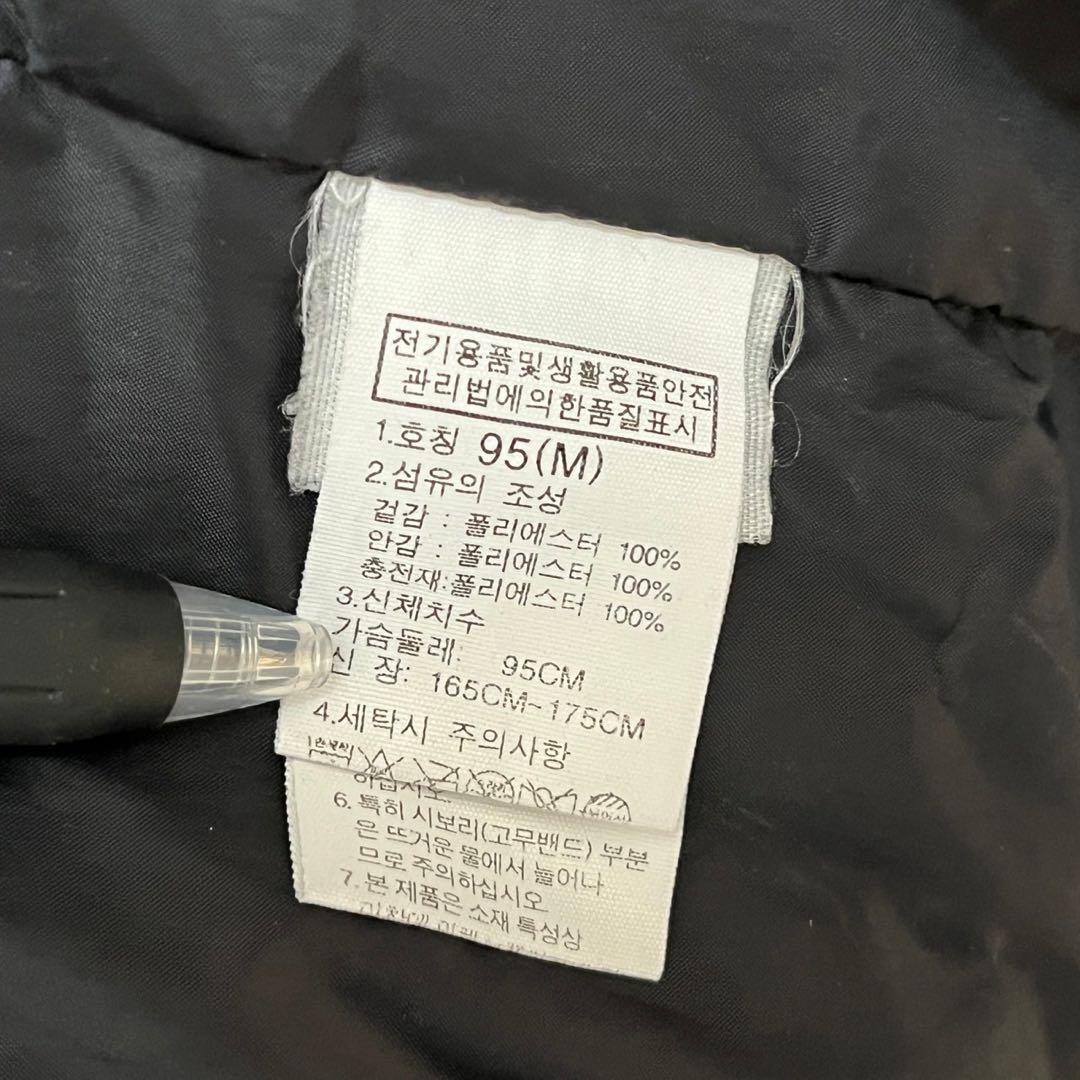 전기용품및생활용품안전
관리법에의한품질표시
1.호칭 95(M)
2.섬유의 조성
겉감 : 폴리에스터 100%
안감 : 폴리에스터 100%
충전재:폴리에스터 100%
3.신체치수
가슴둘레: 95CM
신 장: 165CM~175CM
4.세탁시 주의사항
하십시오.
6. 특히 시보리(고무밴드) 부분
은 뜨거운 물에서 늘어나
므로 주의하십시오
7. 본 제품은 소재 특성상